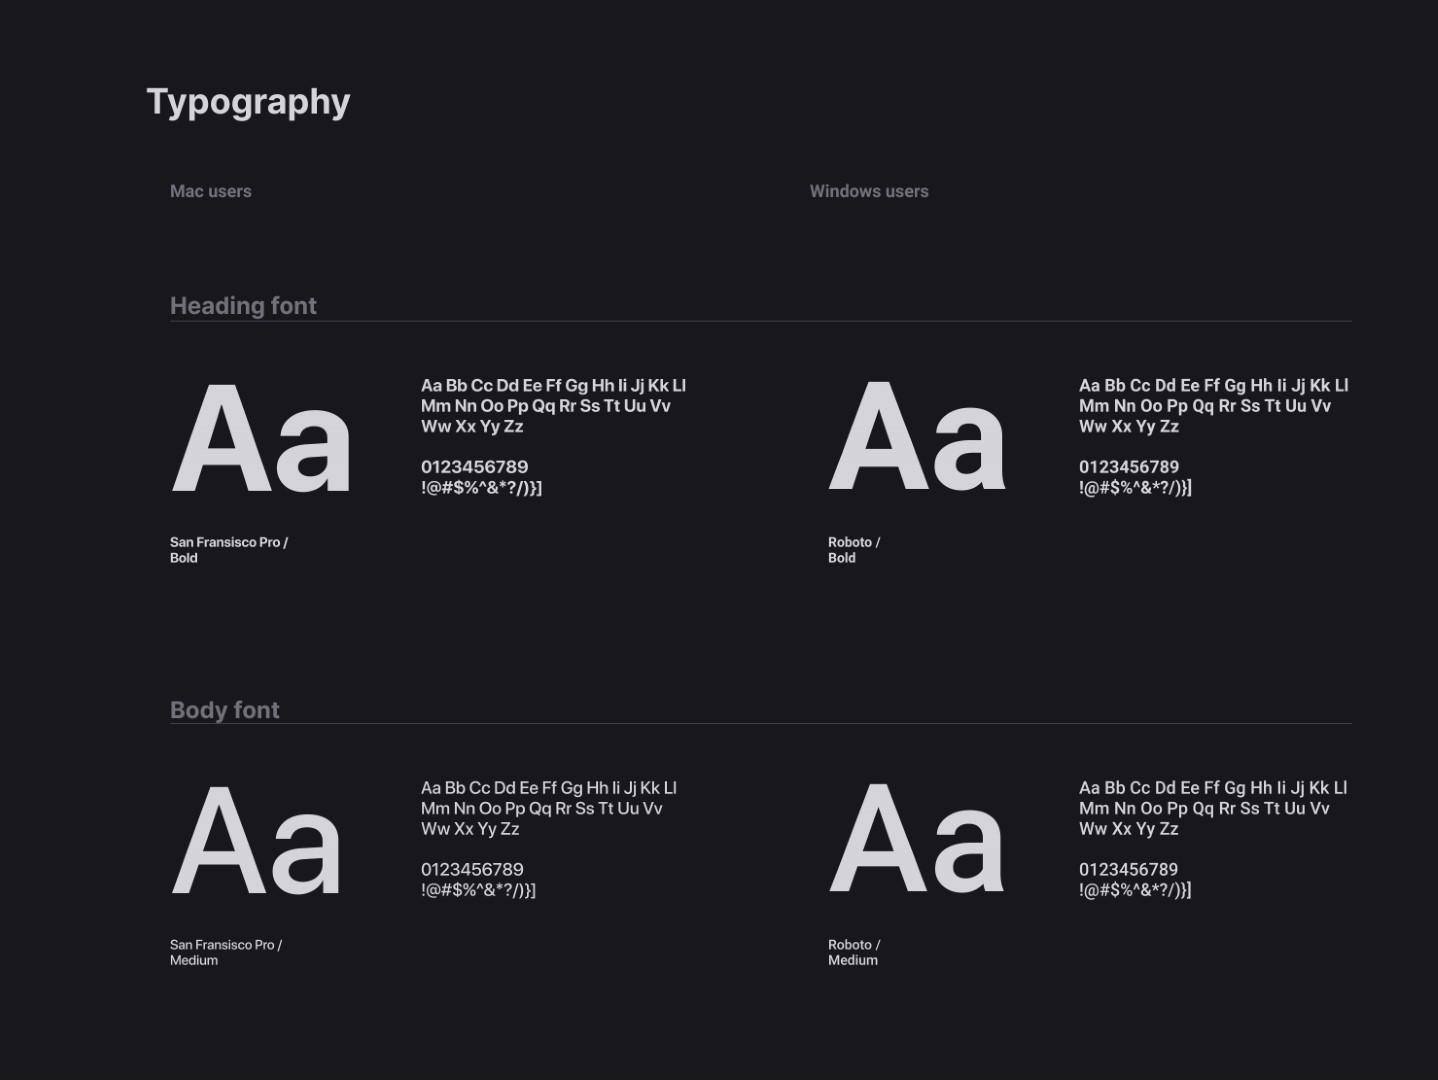 Typography
Mac users
Windows users
Heading font
Aa
Aa Bb Cc Dd Ee Ff Gg Hh Ii Jj Kk Ll
Mm Nn Oo Pp Qq Rr Ss Tt Uu Vv
Ww Xx Yy Zz
0123456789
!@#$%^&*?/)}]
San Fransisco Pro /
Bold
Aa
Aa Bb Cc Dd Ee Ff Gg Hh Ii Jj Kk Ll
Mm Nn Oo Pp Qq Rr Ss Tt Uu Vv
Ww Xx Yy Zz
0123456789
!@#$%^&*?/)}]
Roboto /
Bold
Body font
Aa
Aa Bb Cc Dd Ee Ff Gg Hh Ii Jj Kk Ll
Mm Nn Oo Pp Qq Rr Ss Tt Uu Vv
Ww Xx Yy Zz
0123456789
!@#$%^&*?/)}]
San Fransisco Pro /
Medium
Aa
Aa Bb Cc Dd Ee Ff Gg Hh Ii Jj Kk Ll
Mm Nn Oo Pp Qq Rr Ss Tt Uu Vv
Ww Xx Yy Zz
0123456789
!@#$%^&*?/)}]
Roboto /
Medium